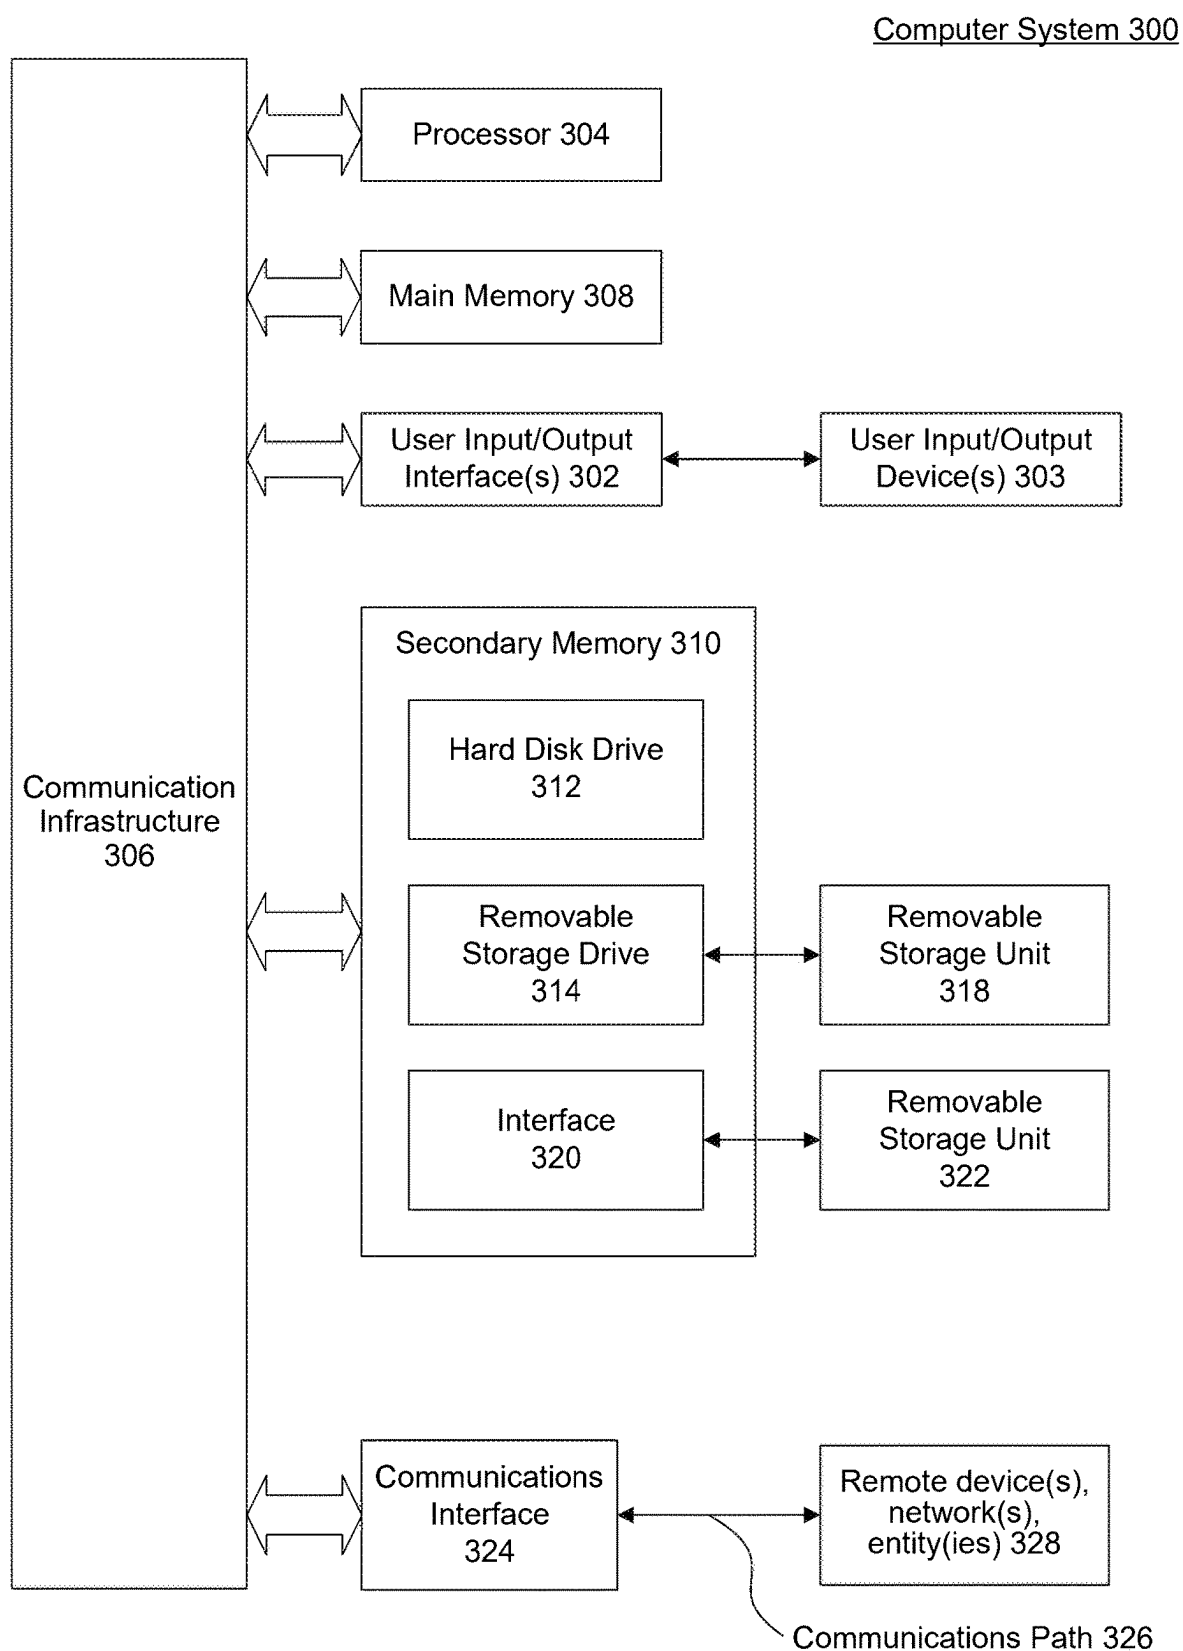 Computer System 300
Processor 304
Main Memory 308
User Input/Output
Interface(s) 302
User Input/Output
Device(s) 303
Secondary Memory 310
Hard Disk Drive
312
Communication
Infrastructure
306
Removable
Storage Drive
314
Removable
Storage Unit
318
Interface
320
Removable
Storage Unit
322
Communications
Interface
324
Remote device(s),
network(s),
entity(ies) 328
Communications Path 326